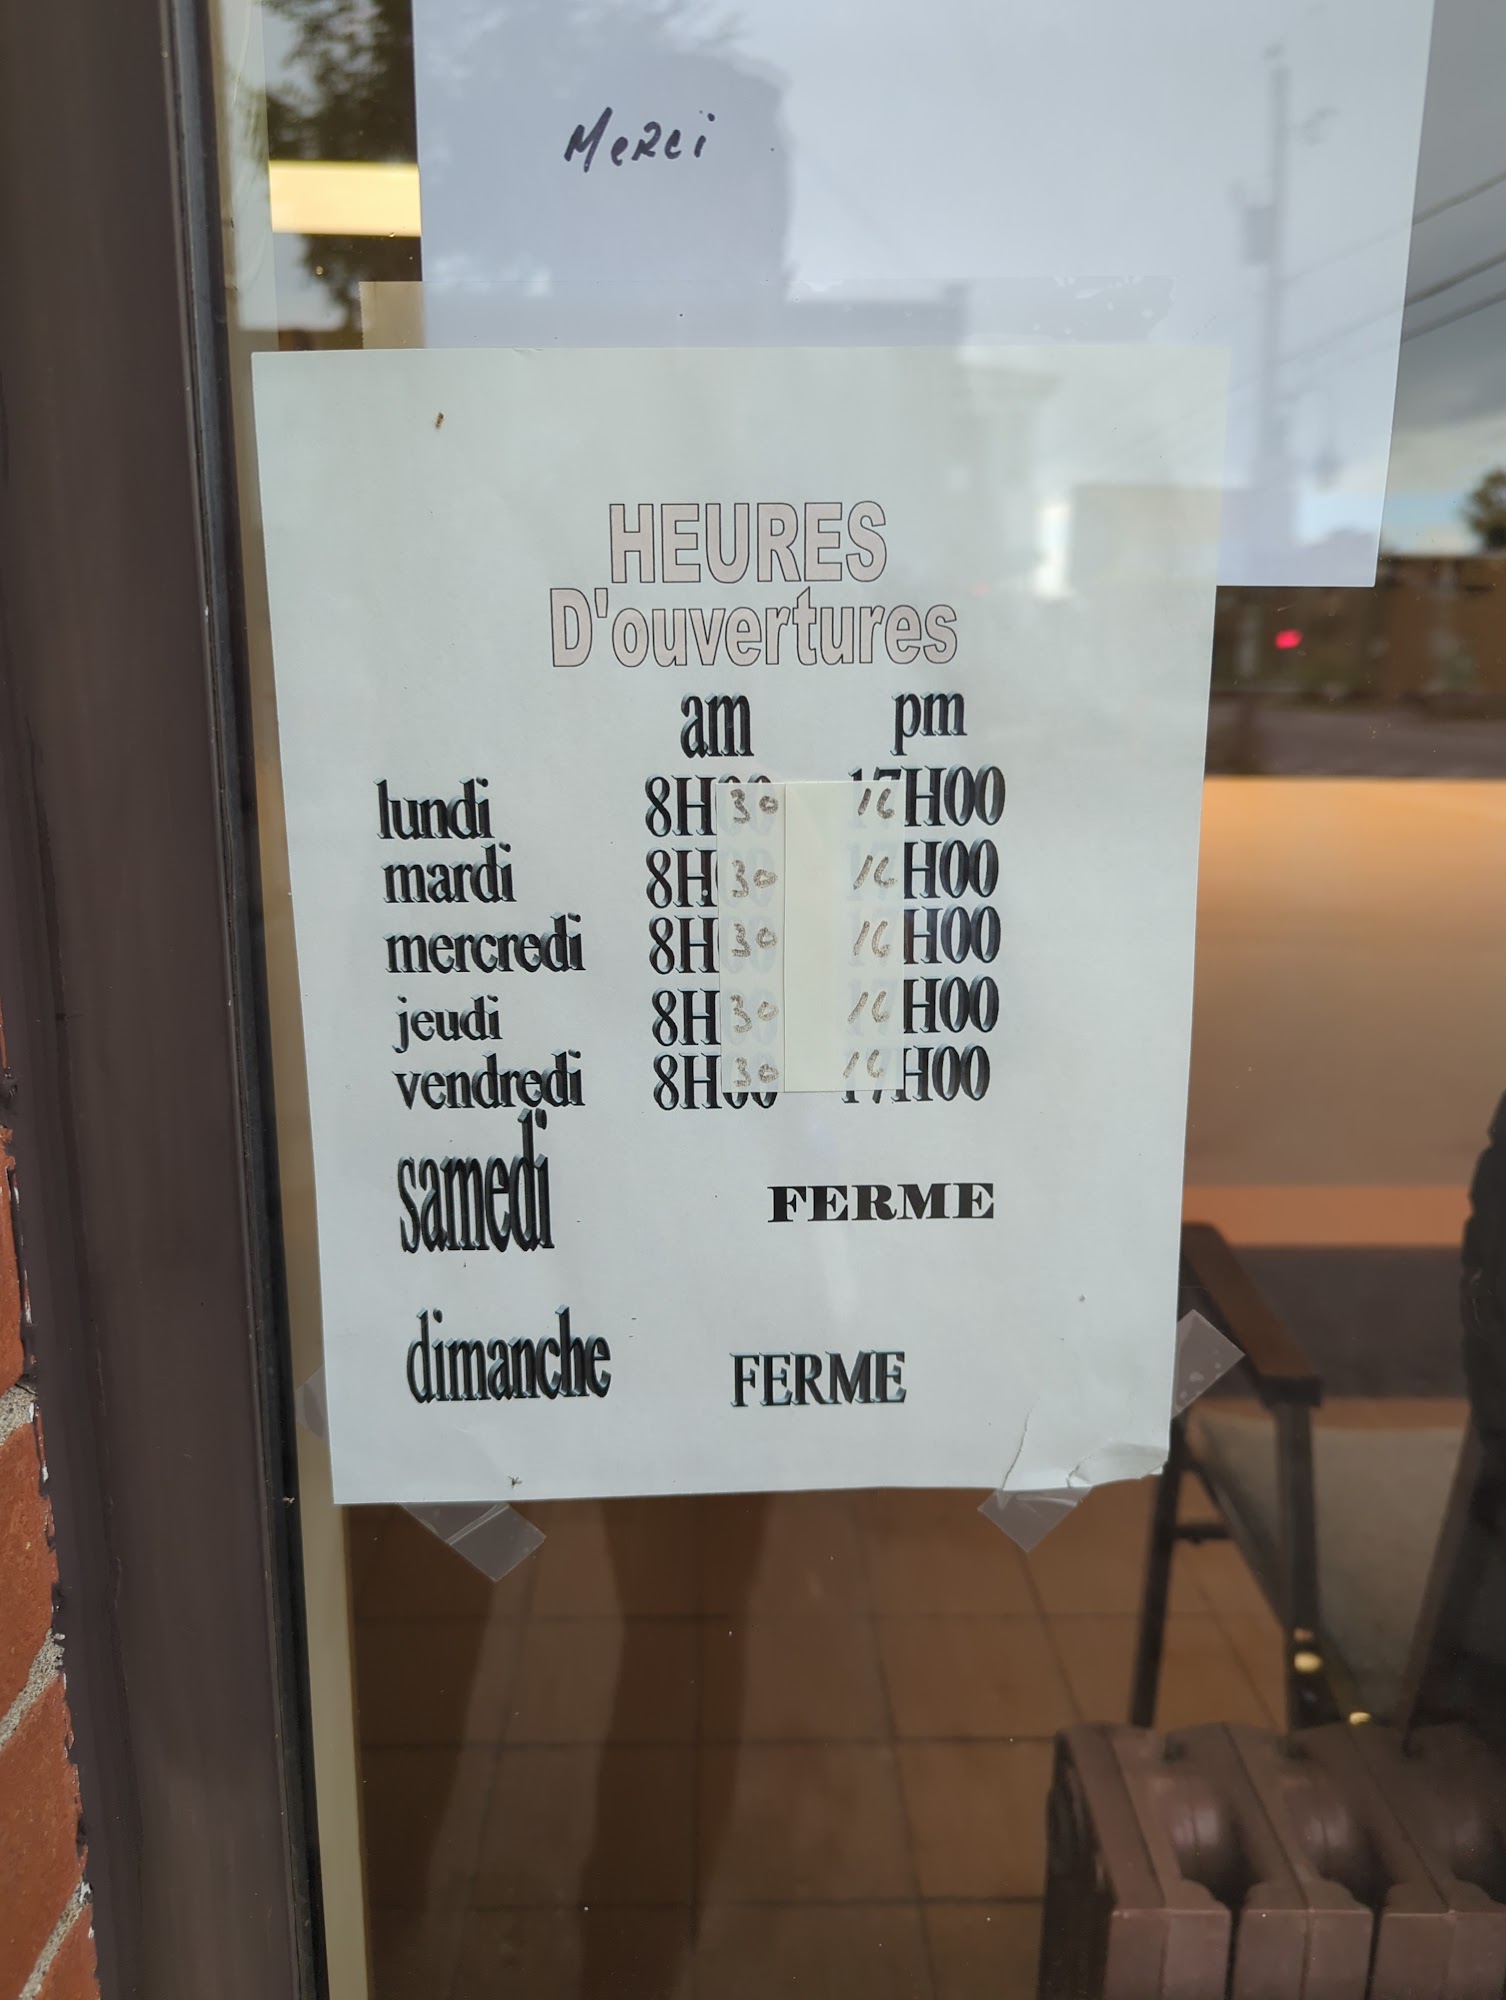 Merci
HEURES
D'ouvertures
am pm
lundi 8H30 16H00
mardi 8H30 16H00
mercredi 8H30 16H00
jeudi 8H30 16H00
vendredi 8H30 16H00
samedi FERME
dimanche FERME